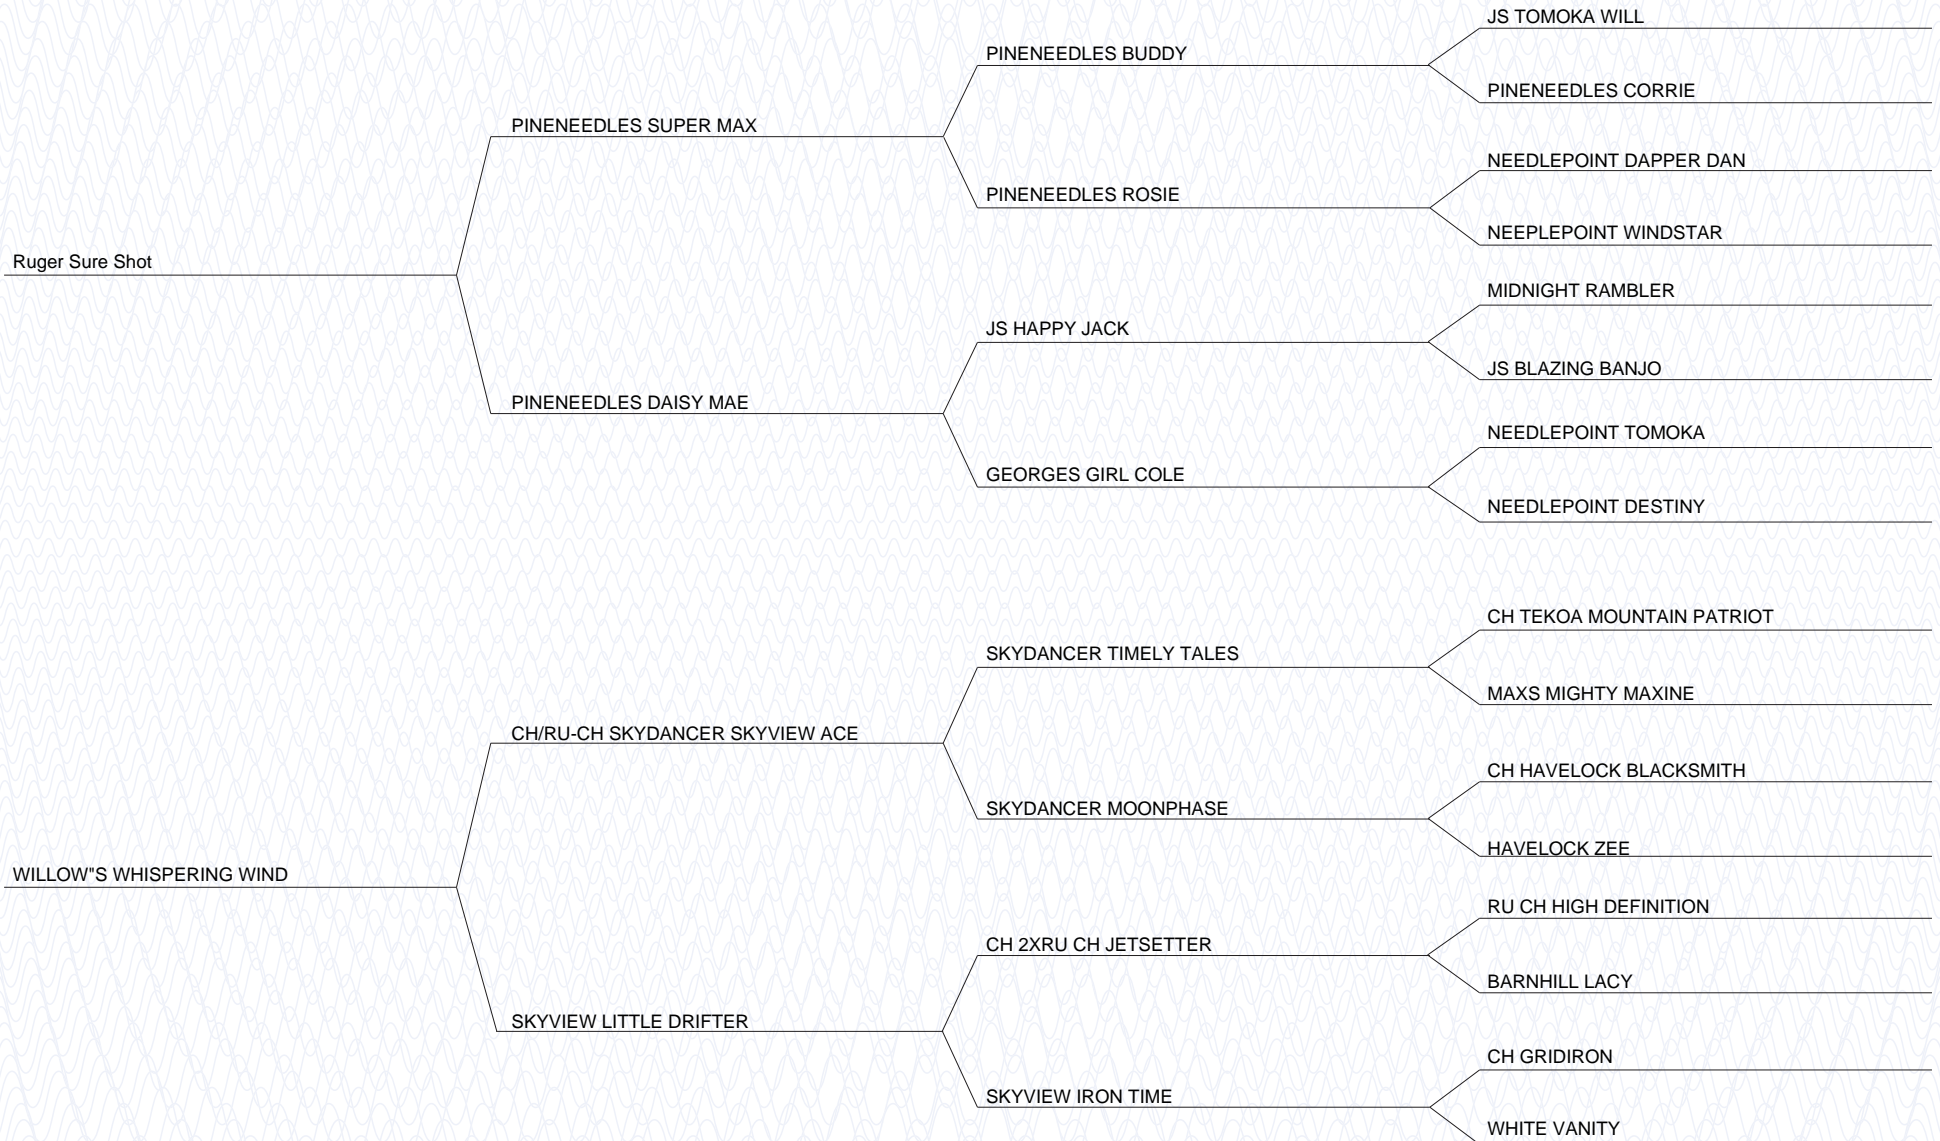 JS TOMOKA WILL
PINENEEDLES BUDDY
PINENEEDLES CORRIE
PINENEEDLES SUPER MAX
NEEDLEPOINT DAPPER DAN
PINENEEDLES ROSIE
NEEPLEPOINT WINDSTAR
Ruger Sure Shot
MIDNIGHT RAMBLER
JS HAPPY JACK
JS BLAZING BANJO
PINENEEDLES DAISY MAE
NEEDLEPOINT TOMOKA
GEORGES GIRL COLE
NEEDLEPOINT DESTINY
CH TEKOA MOUNTAIN PATRIOT
SKYDANCER TIMELY TALES
MAXS MIGHTY MAXINE
CH/RU-CH SKYDANCER SKYVIEW ACE
CH HAVELOCK BLACKSMITH
SKYDANCER MOONPHASE
HAVELOCK ZEE
WILLOW"S WHISPERING WIND
RU CH HIGH DEFINITION
CH 2XRU CH JETSETTER
BARNHILL LACY
SKYVIEW LITTLE DRIFTER
CH GRIDIRON
SKYVIEW IRON TIME
WHITE VANITY